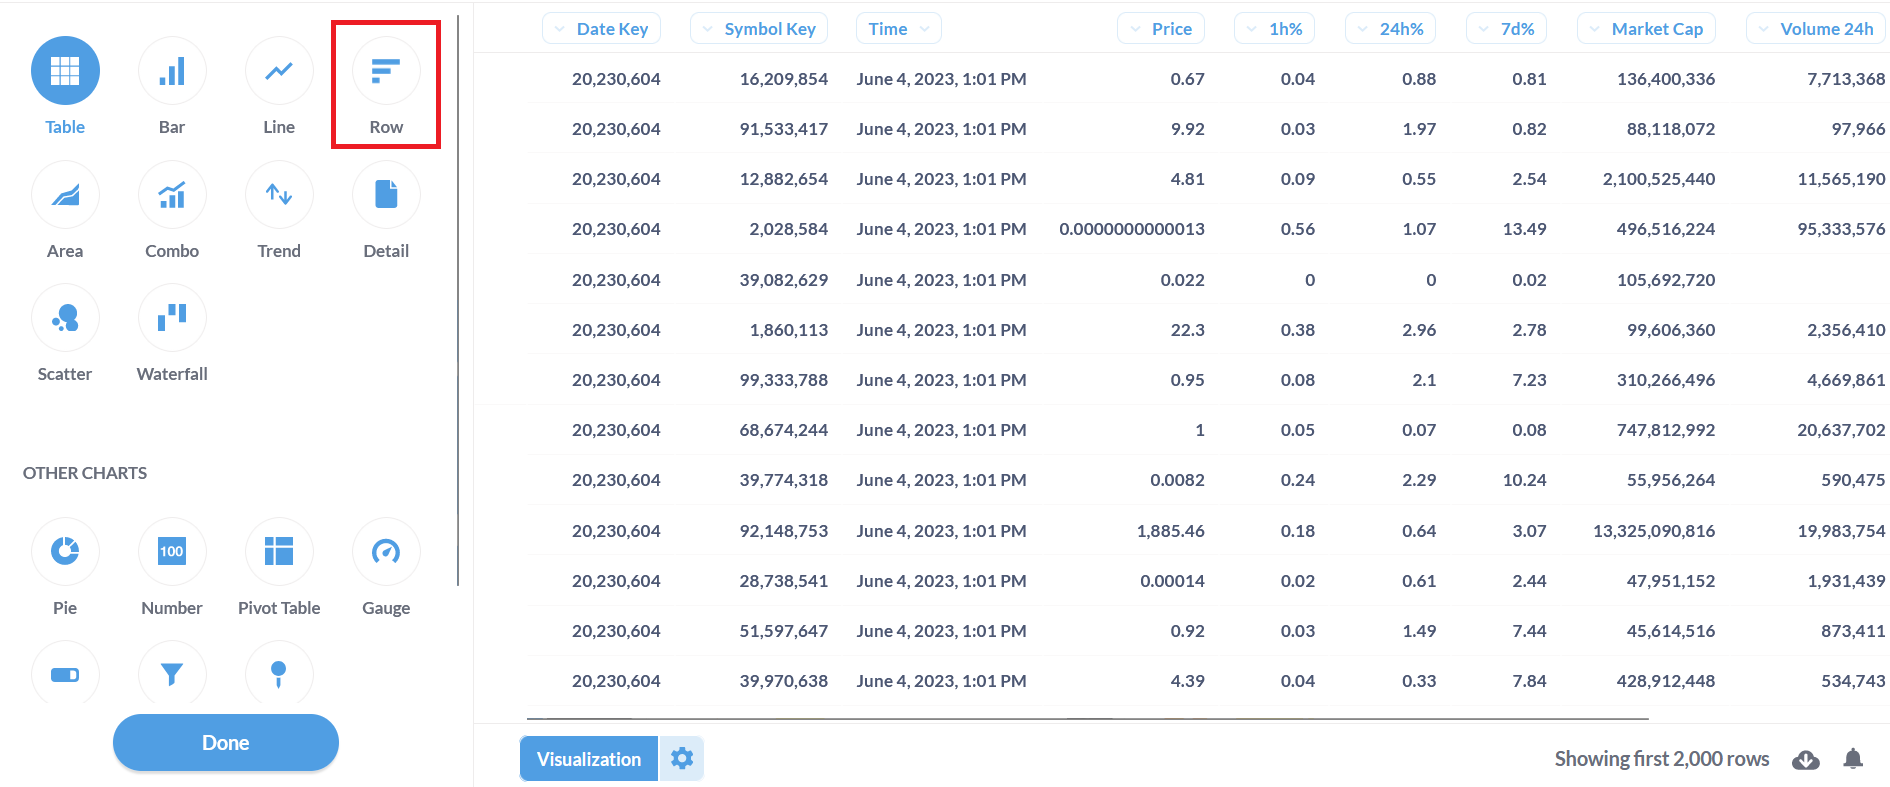 Table Bar Line Row
Area Combo Trend Detail
Scatter Waterfall
OTHER CHARTS
100
Pie Number Pivot Table Gauge
Done
Date Key Symbol Key Time Price 1h% 24h% 7d% Market Cap Volume 24h
20,230,604 16,209,854 June 4, 2023, 1:01 PM 0.67 0.04 0.88 0.81 136,400,336 7,713,368
20,230,604 91,533,417 June 4, 2023, 1:01 PM 9.92 0.03 1.97 0.82 88,118,072 97,966
20,230,604 12,882,654 June 4, 2023, 1:01 PM 4.81 0.09 0.55 2.54 2,100,525,440 11,565,190
20,230,604 2,028,584 June 4, 2023, 1:01 PM 0.0000000000013 0.56 1.07 13.49 496,516,224 95,333,576
20,230,604 39,082,629 June 4, 2023, 1:01 PM 0.022 0 0 0.02 105,692,720
20,230,604 1,860,113 June 4, 2023, 1:01 PM 22.3 0.38 2.96 2.78 99,606,360 2,356,410
20,230,604 99,333,788 June 4, 2023, 1:01 PM 0.95 0.08 2.1 7.23 310,266,496 4,669,861
20,230,604 68,674,244 June 4, 2023, 1:01 PM 1 0.05 0.07 0.08 747,812,992 20,637,702
20,230,604 39,774,318 June 4, 2023, 1:01 PM 0.0082 0.24 2.29 10.24 55,956,264 590,475
20,230,604 92,148,753 June 4, 2023, 1:01 PM 1,885.46 0.18 0.64 3.07 13,325,090,816 19,983,754
20,230,604 28,738,541 June 4, 2023, 1:01 PM 0.00014 0.02 0.61 2.44 47,951,152 1,931,439
20,230,604 51,597,647 June 4, 2023, 1:01 PM 0.92 0.03 1.49 7.44 45,614,516 873,411
20,230,604 39,970,638 June 4, 2023, 1:01 PM 4.39 0.04 0.33 7.84 428,912,448 534,743
Visualization
Showing first 2,000 rows